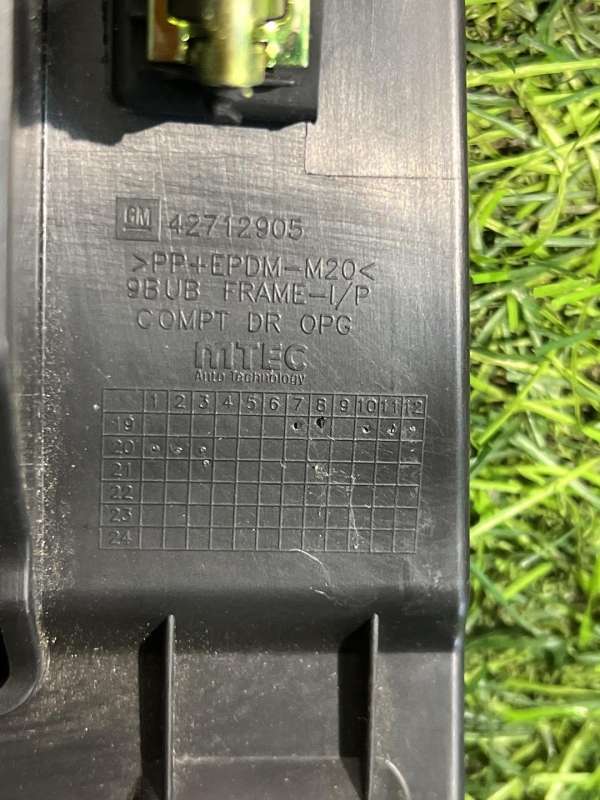 GM 42712905
>PP+EPDM-M20<
9BUB FRAME-I/P
COMPT DR OPG
mTEC
Auto Technology
1 2 3 4 5 6 7 8 9 10 11 12
19
20
21
22
23
24